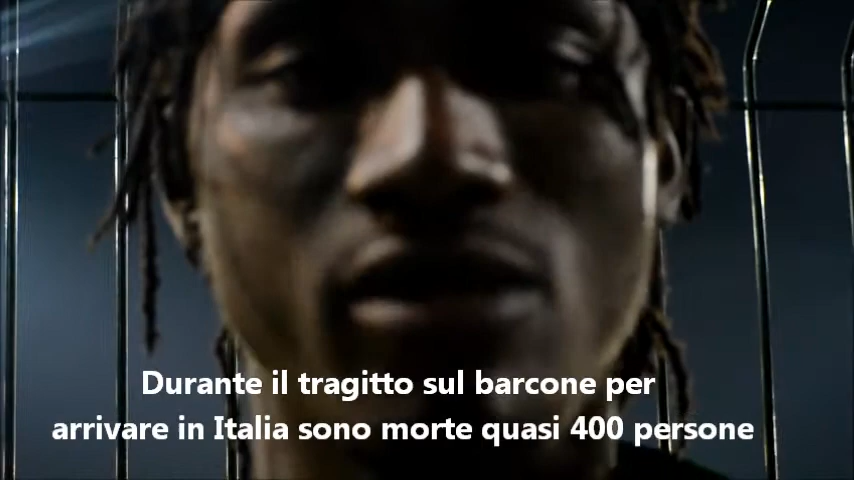 Durante il tragitto sul barcone per
arrivare in Italia sono morte quasi 400 persone